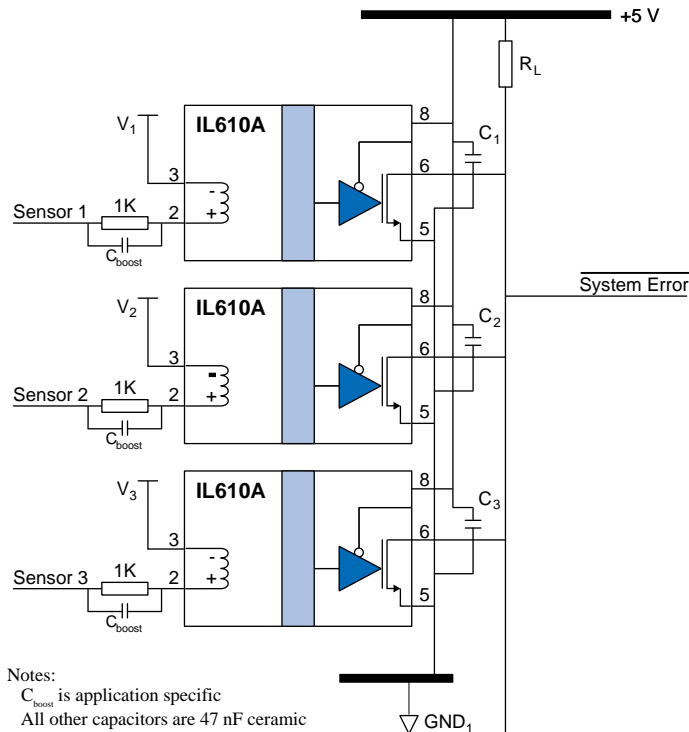 +5 V
R_L
IL610A
8
V_1
C_1
3
6
1K
Sensor 1
2
-
+
5
C_boost
System Error
IL610A
8
V_2
C_2
3
6
1K
Sensor 2
2
-
+
5
C_boost
IL610A
8
V_3
C_3
3
6
1K
Sensor 3
2
-
+
5
C_boost
Notes:
C_boost is application specific
All other capacitors are 47 nF ceramic
GND_1